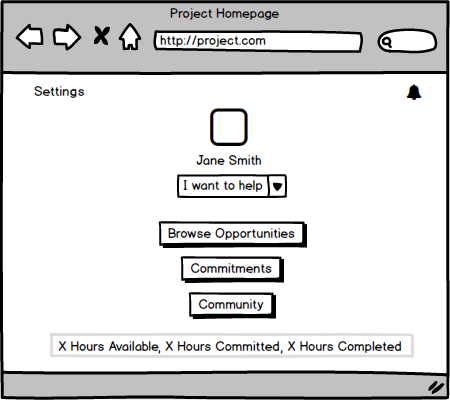 Project Homepage
http://project.com
Settings
Jane Smith
I want to help
Browse Opportunities
Commitments
Community
X Hours Available, X Hours Committed, X Hours Completed